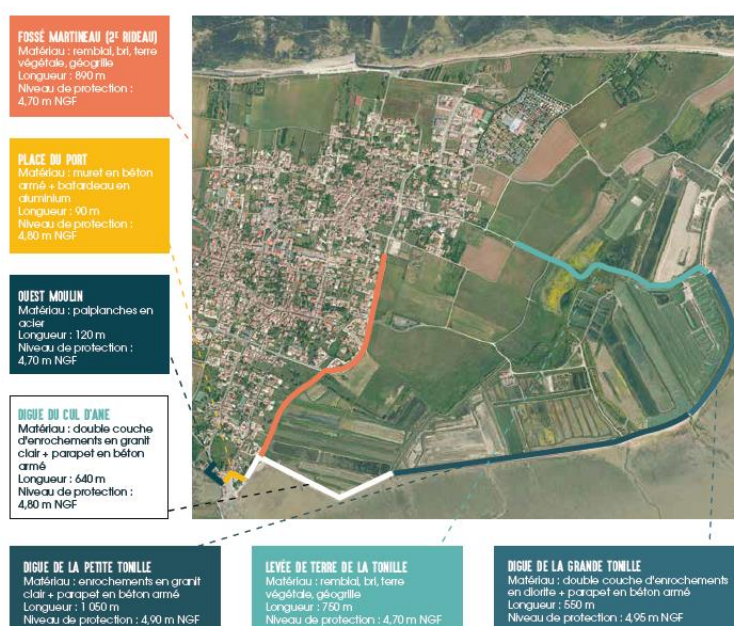 FOSSÉ MARTINEAU (2ᴱ RIDEAU)
Matériau : remblai, bri, terre
végétale, géogrille
Longueur : 890 m
Niveau de protection :
4,70 m NGF
PLACE DU PORT
Matériau : muret en béton
armé + batardeau en
aluminium
Longueur : 90 m
Niveau de protection :
4,80 m NGF
OUEST MOULIN
Matériau : palplanches en
acier
Longueur : 120 m
Niveau de protection :
4,70 m NGF
DIGUE DU CUL D'ANE
Matériau : double couche
d'enrochements en granit
clair + parapet en béton
armé
Longueur : 640 m
Niveau de protection :
4,80 m NGF
DIGUE DE LA PETITE TONILLE
Matériau : enrochements en granit
clair + parapet en béton armé
Longueur : 1 050 m
Niveau de protection : 4,90 m NGF
LEVÉE DE TERRE DE LA TONILLE
Matériau : remblai, bri, terre
végétale, géogrille
Longueur : 750 m
Niveau de protection : 4,70 m NGF
DIGUE DE LA GRANDE TONILLE
Matériau : double couche d'enrochements
en diorite + parapet en béton armé
Longueur : 550 m
Niveau de protection : 4,95 m NGF